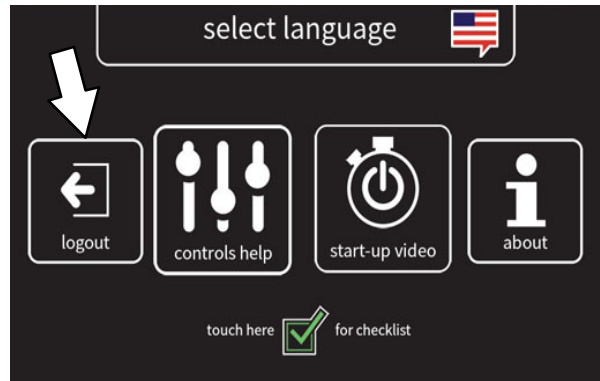 select language
logout
controls help
start-up video
about
touch here
for checklist